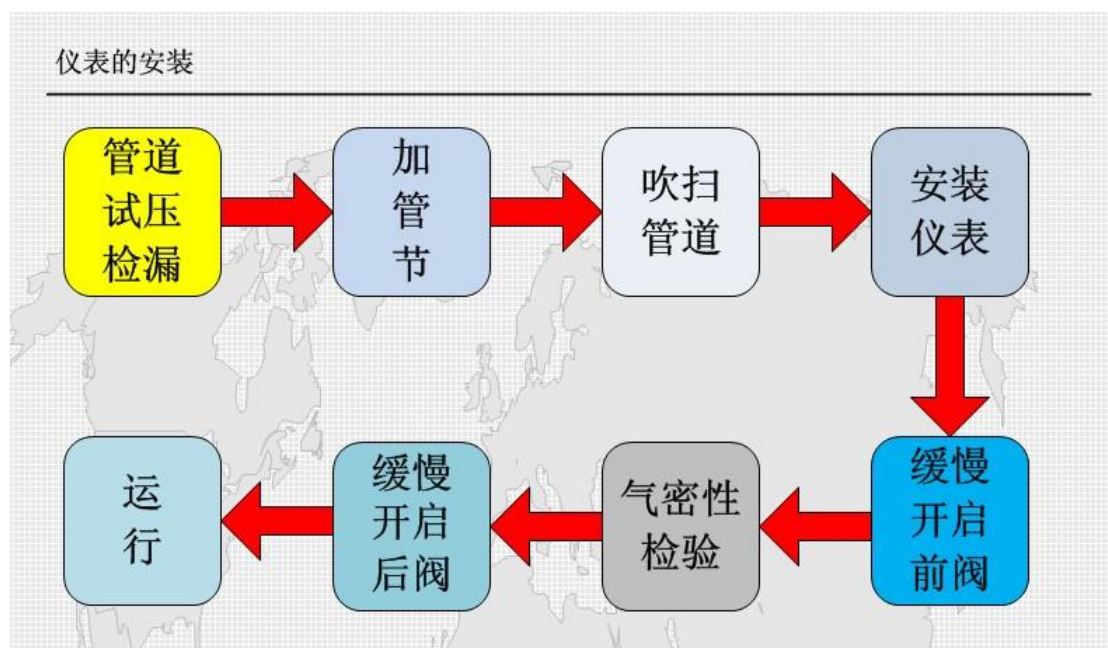 仪表的安装
管道
试压
检漏
加
管
节
吹扫
管道
安装
仪表
缓慢
开启
前阀
气密性
检验
缓慢
开启
后阀
运
行